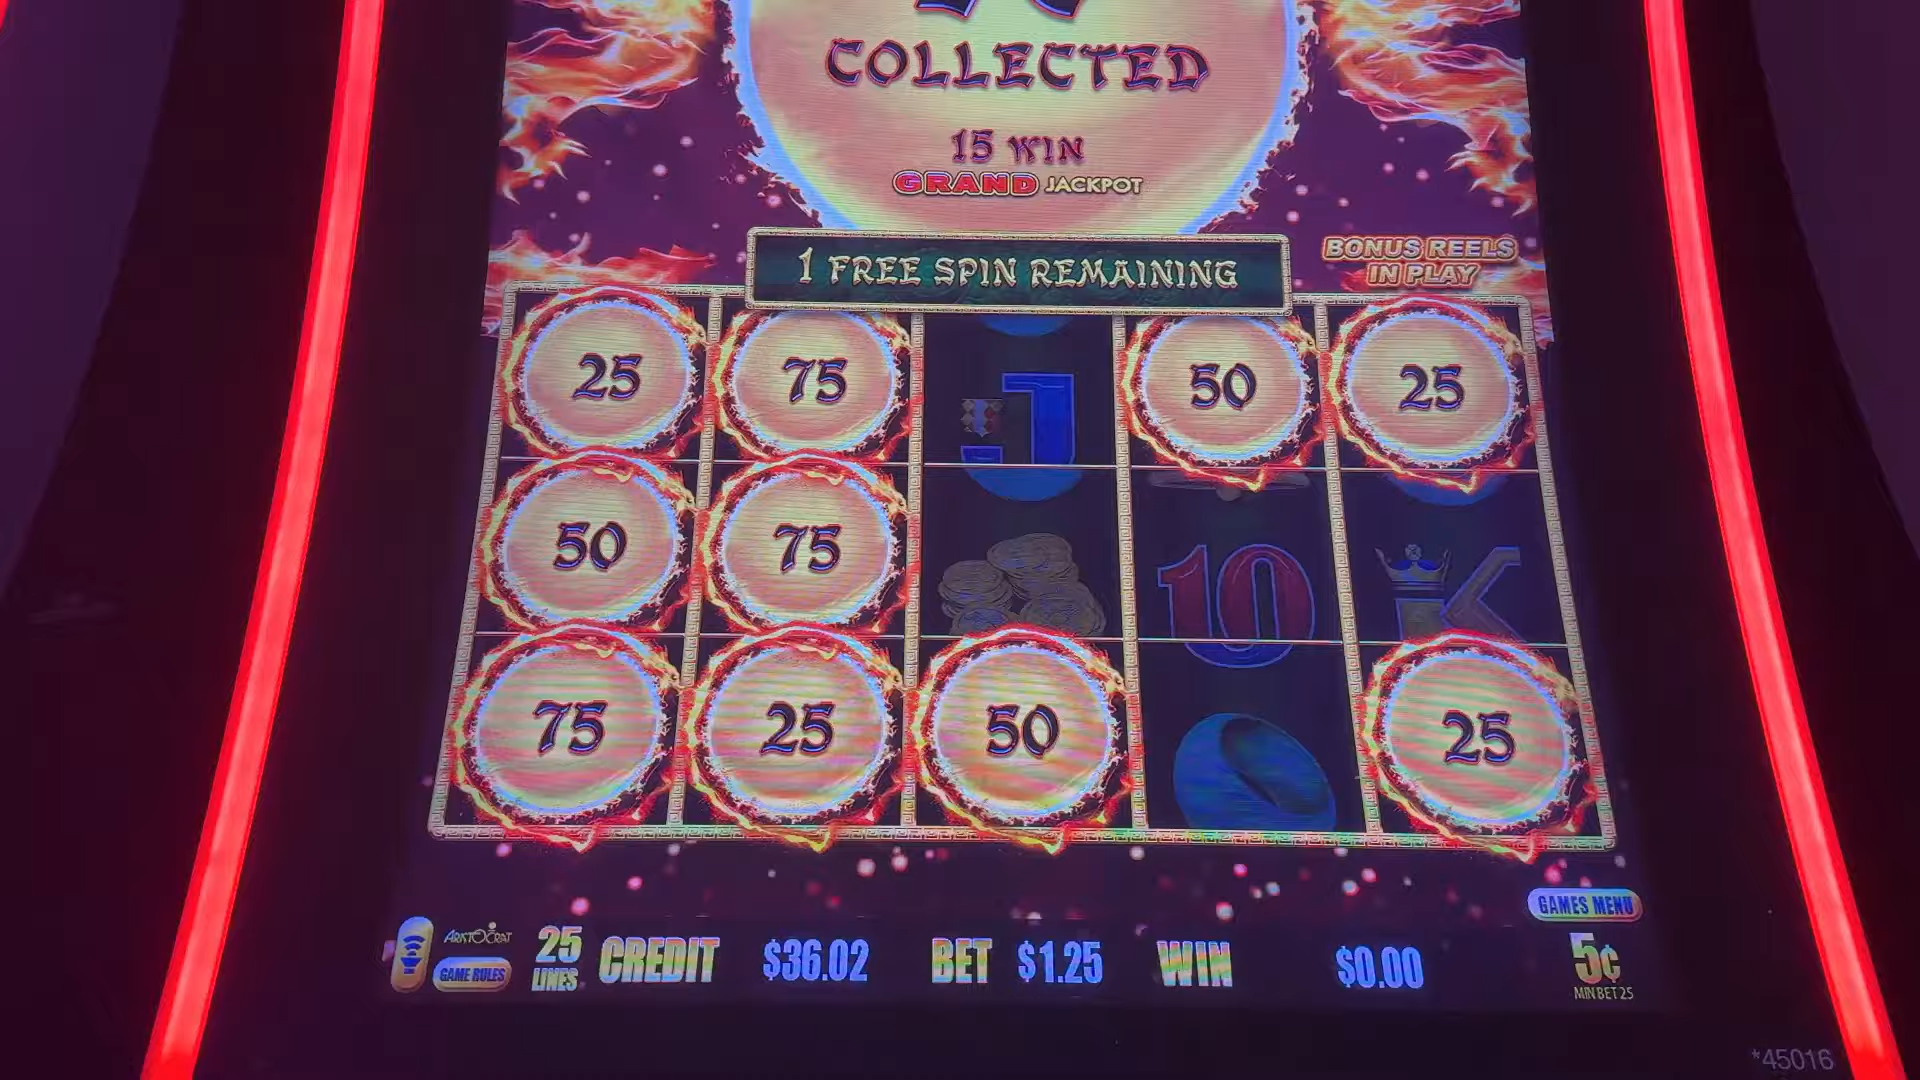 COLLECTED
15 WIN
GRAND JACKPOT
1 FREE SPIN REMAINING
BONUS REELS
IN PLAY
25 75 J 50 25
50 75 10 K
75 25 50 25
GAMES MENU
ARISTOCRAT
GAME RULES
25
LINES
CREDIT $36.02 BET $1.25 WIN $0.00
5¢
MIN BET 25
*45016